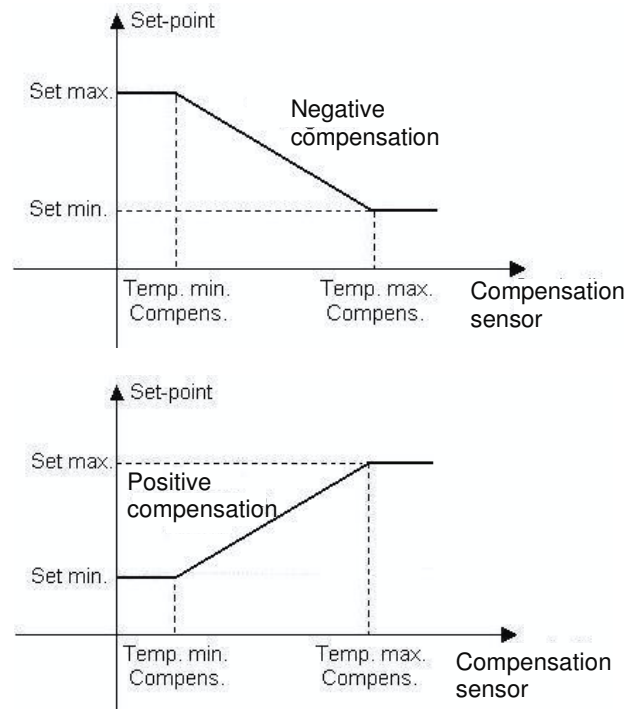 Set-point
Set max.
Negative
cŏmpensation
Set min.
Temp. min.
Compens.
Temp. max.
Compens.
Compensation
sensor
Set-point
Set max.
Positive
compensation
Set min.
Temp. min.
Compens.
Temp. max.
Compens.
Compensation
sensor